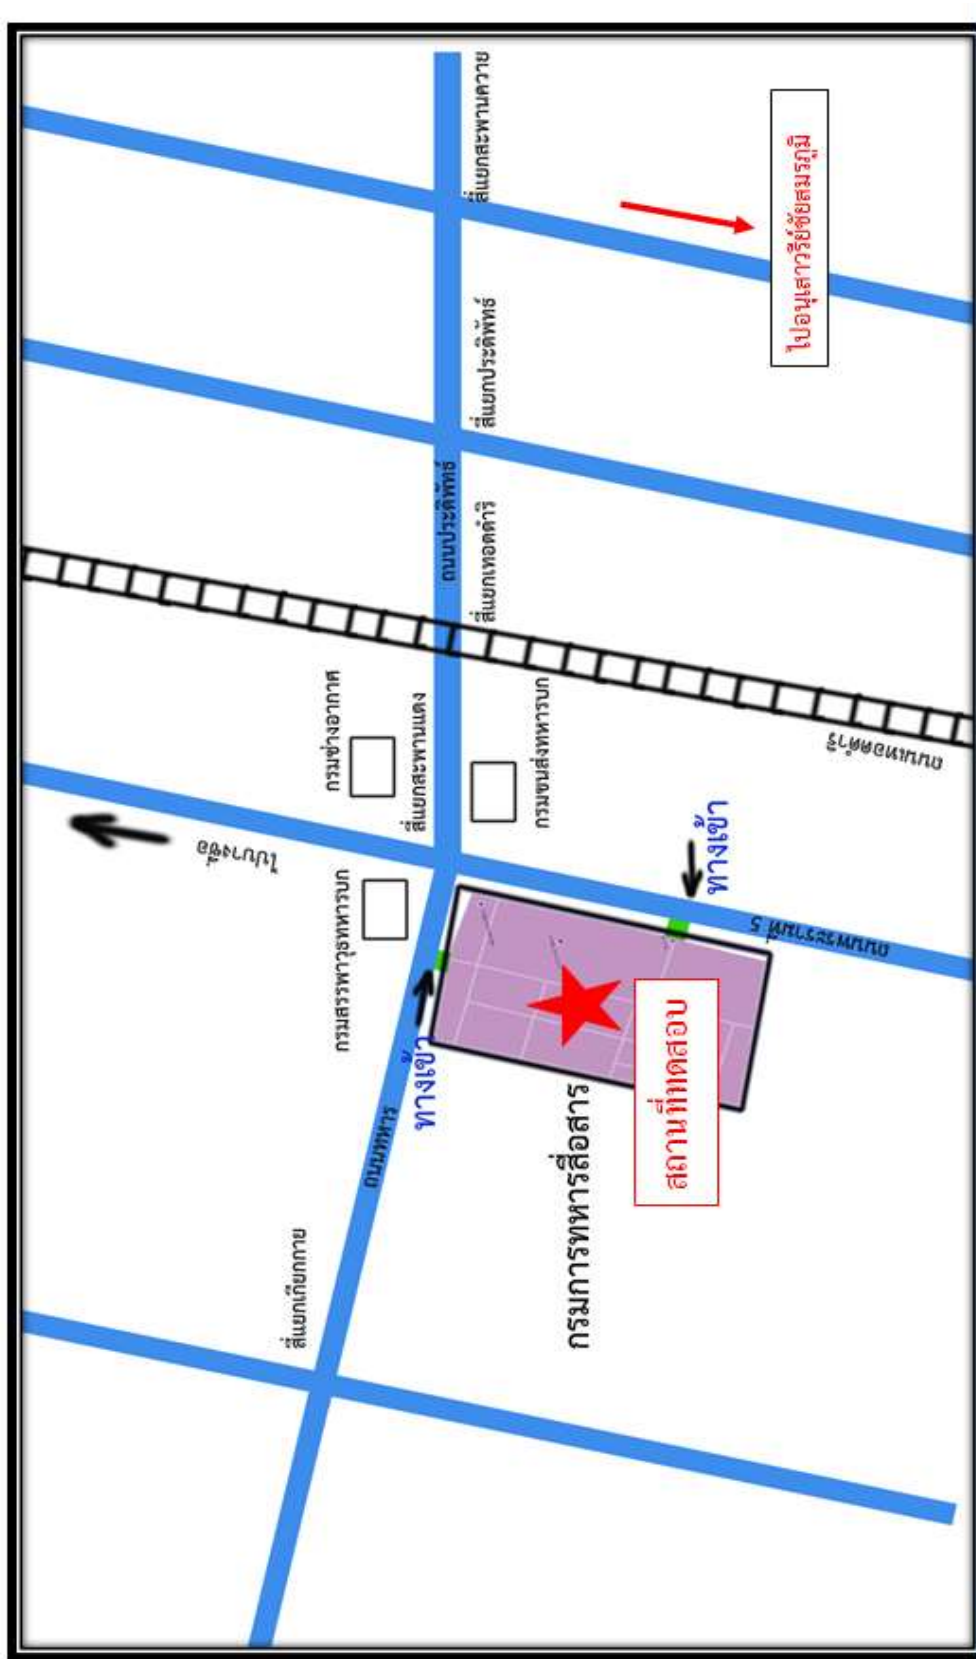 สี่แยกสะพานควาย
ไปอนุเสาวรีย์ชัยสมรภูมิ
สี่แยกประดิพัทธ์
ถนนประดิพัทธ์
สี่แยกเทอดดำริ
ถนนเทอดดำริ
กรมช่างอากาศ
สี่แยกสะพานแดง
กรมขนส่งทหารบก
ไปบางซื่อ
ทางเข้า
ถนนพระรามที่ 5
กรมสรรพาวุธทหารบก
ทางเข้า
สถานที่ทดสอบ
กรมการทหารสื่อสาร
ถนนทหาร
สี่แยกเกียกกาย